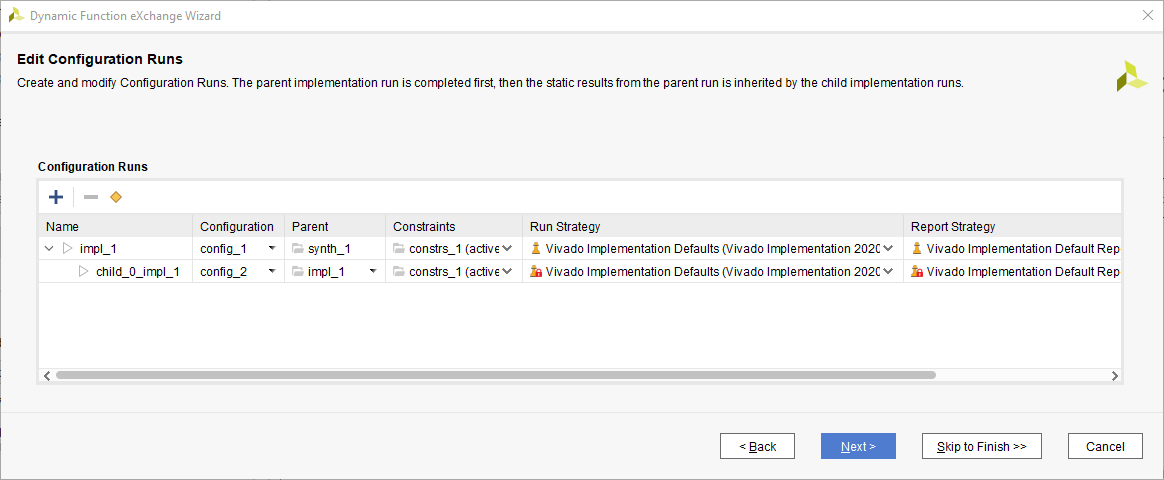 Dynamic Function eXchange Wizard
Edit Configuration Runs
Create and modify Configuration Runs. The parent implementation run is completed first, then the static results from the parent run is inherited by the child implementation runs.
Configuration Runs
Name Configuration Parent Constraints Run Strategy Report Strategy
impl_1 config_1 synth_1 constrs_1 (active Vivado Implementation Defaults (Vivado Implementation 2020 Vivado Implementation Default Rep
child_0_impl_1 config_2 impl_1 constrs_1 (active Vivado Implementation Defaults (Vivado Implementation 2020 Vivado Implementation Default Rep
< Back Next > Skip to Finish >> Cancel